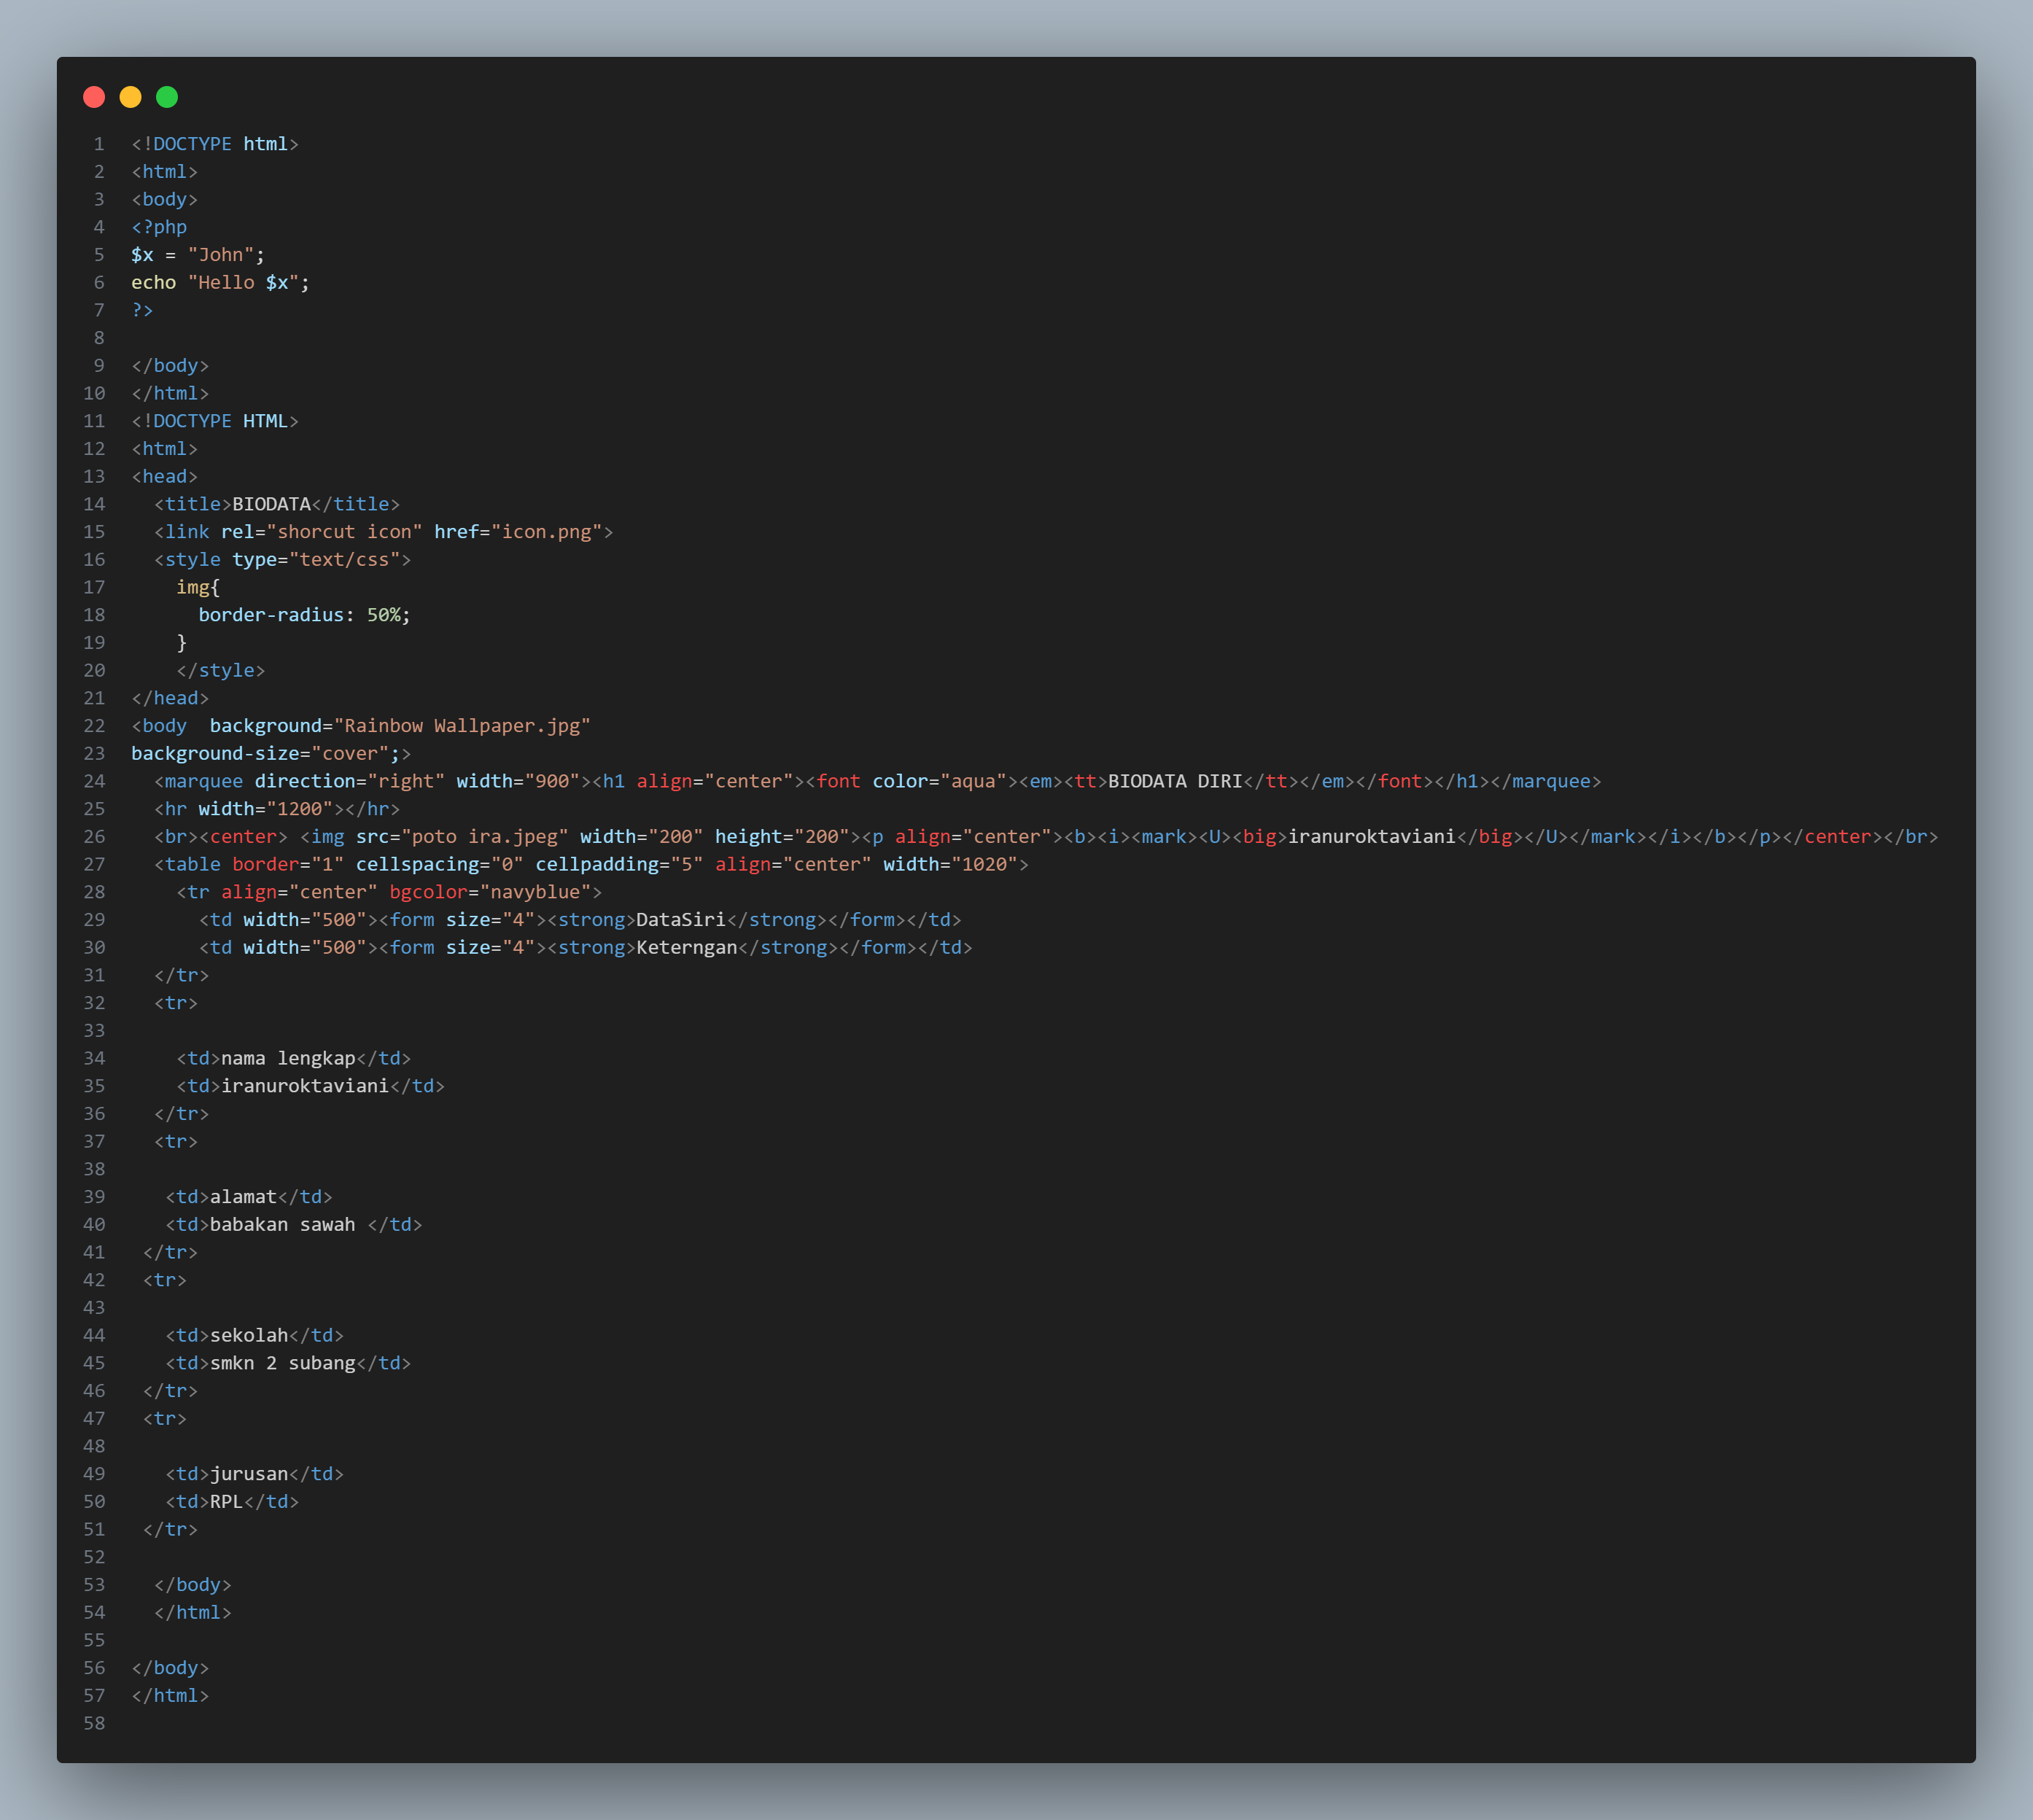 1 <!DOCTYPE html>
2 <html>
3 <body>
4 <?php
5 $x = "John";
6 echo "Hello $x";
7 ?>
8
9 </body>
10 </html>
11 <!DOCTYPE HTML>
12 <html>
13 <head>
14   <title>BIODATA</title>
15   <link rel="shorcut icon" href="icon.png">
16   <style type="text/css">
17     img{
18       border-radius: 50%;
19     }
20     </style>
21 </head>
22 <body  background="Rainbow Wallpaper.jpg"
23 background-size="cover";>
24   <marquee direction="right" width="900"><h1 align="center"><font color="aqua"><em><tt>BIODATA DIRI</tt></em></font></h1></marquee>
25   <hr width="1200"></hr>
26   <br><center> <img src="poto ira.jpeg" width="200" height="200"><p align="center"><b><i><mark><U><big>iranuroktaviani</big></U></mark></i></b></p></center></br>
27   <table border="1" cellspacing="0" cellpadding="5" align="center" width="1020">
28     <tr align="center" bgcolor="navyblue">
29       <td width="500"><form size="4"><strong>DataSiri</strong></form></td>
30       <td width="500"><form size="4"><strong>Keterngan</strong></form></td>
31   </tr>
32   <tr>
33
34     <td>nama lengkap</td>
35     <td>iranuroktaviani</td>
36   </tr>
37   <tr>
38
39    <td>alamat</td>
40    <td>babakan sawah </td>
41  </tr>
42  <tr>
43
44    <td>sekolah</td>
45    <td>smkn 2 subang</td>
46  </tr>
47  <tr>
48
49    <td>jurusan</td>
50    <td>RPL</td>
51  </tr>
52
53   </body>
54   </html>
55
56 </body>
57 </html>
58